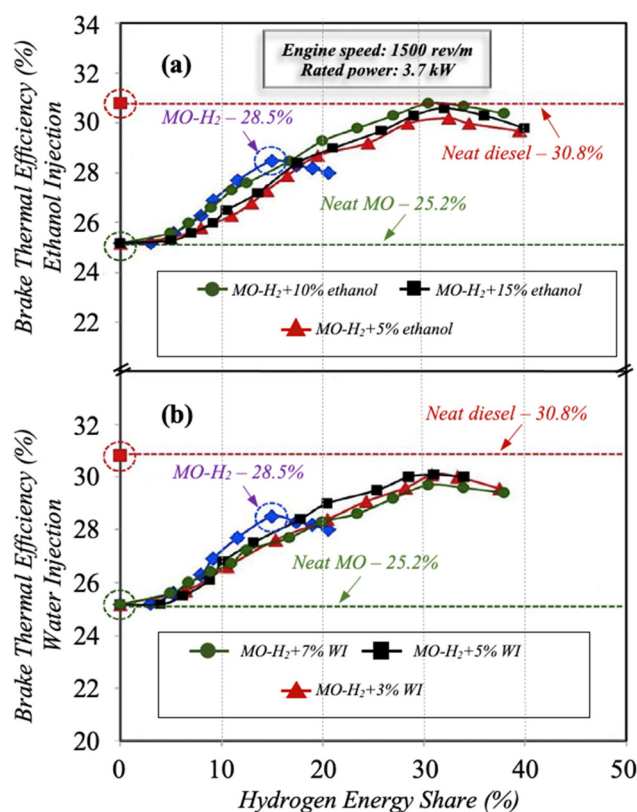 Brake Thermal Efficiency (%)
Ethanol Injection
34
32
30
28
26
25
24
22
(a)
Engine speed: 1500 rev/m
Rated power: 3.7 kW
MO-H₂ – 28.5%
Neat diesel – 30.8%
Neat MO – 25.2%
MO-H₂+10% ethanol
MO-H₂+15% ethanol
MO-H₂+5% ethanol
Brake Thermal Efficiency (%)
Water Injection
32
30
28
26
25
24
22
20
(b)
Neat diesel – 30.8%
MO-H₂ – 28.5%
Neat MO – 25.2%
MO-H₂+7% WI
MO-H₂+5% WI
MO-H₂+3% WI
0
10
20
30
40
50
Hydrogen Energy Share (%)